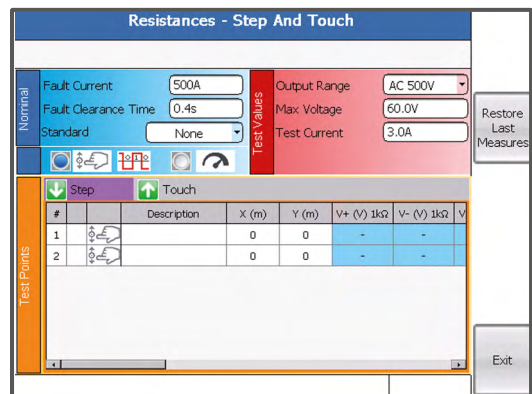 Resistances - Step And Touch
Nominal
Fault Current 500A
Fault Clearance Time 0.4s
Standard None
Test Values
Output Range AC 500V
Max Voltage 60.0V
Test Current 3.0A
Restore
Last
Measures
Test Points
Step Touch
# Description X (m) Y (m) V+ (V) 1kΩ V- (V) 1kΩ V
1 0 0 - -
2 0 0 - -
Exit